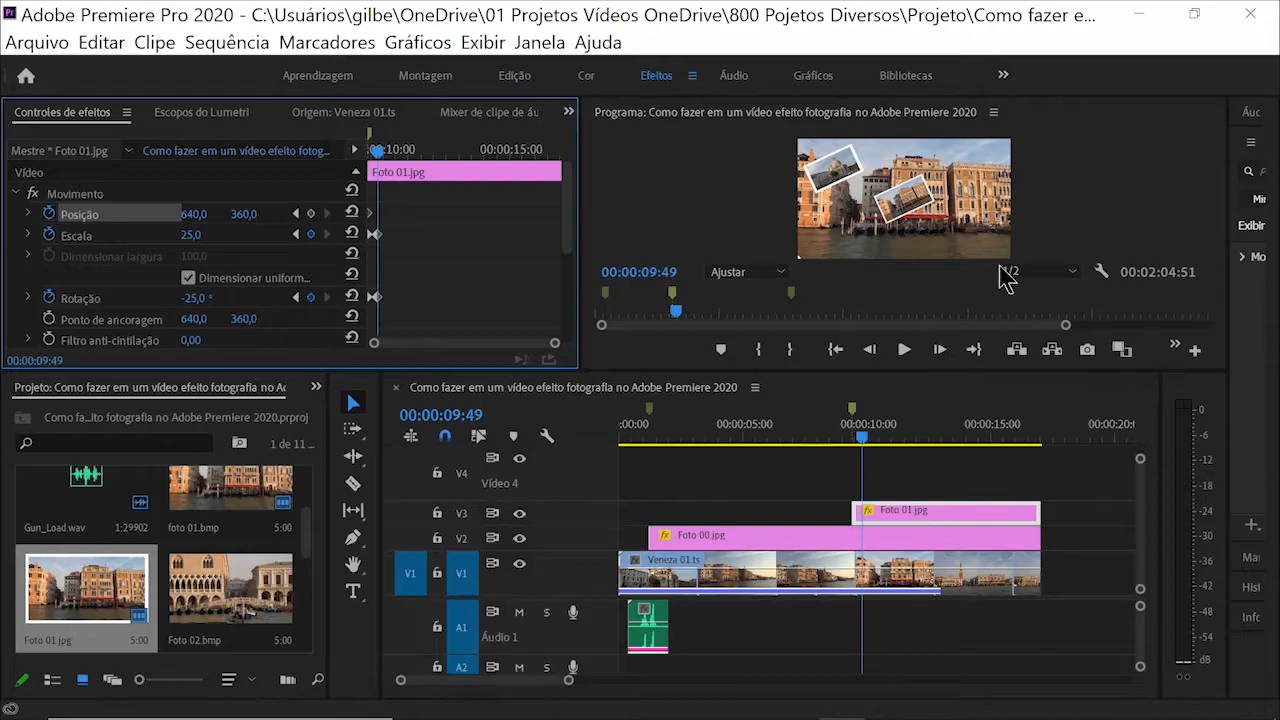 Adobe Premiere Pro 2020 - C:\Usuários\gilbe\OneDrive\01 Projetos Vídeos OneDrive\800 Pojetos Diversos\Projeto\Como fazer e...
Arquivo Editar Clipe Sequência Marcadores Gráficos Exibir Janela Ajuda
Aprendizagem Montagem Edição Cor Efeitos Áudio Gráficos Bibliotecas
Controles de efeitos Escopos do Lumetri Origem: Veneza 01.ts Mixer de clipe de áu
Mestre * Foto 01.jpg Como fazer em um vídeo efeito fotog...
:00:10:00 00:00:15:00
Vídeo
Foto 01.jpg
fx Movimento
Posição 640,0 360,0
Escala 25,0
Dimensionar largura 100,0
Dimensionar uniform...
Rotação -25,0 °
Ponto de ancoragem 640,0 360,0
Filtro anti-cintilação 0,00
00:00:09:49
Programa: Como fazer em um vídeo efeito fotografia no Adobe Premiere 2020
00:00:09:49 Ajustar 1/2 00:02:04:51
Áuc
Exibir
Mo
Projeto: Como fazer em um vídeo efeito fotografia no Ac
Como fa...ito fotografia no Adobe Premiere 2020.prproj
1 de 11 ...
Gun_Load.wav 1:29902
foto 01.bmp 5:00
Foto 01.jpg 5:00
Foto 02.bmp 5:00
Como fazer em um vídeo efeito fotografia no Adobe Premiere 2020
00:00:09:49
:00:00 00:00:05:00 00:00:10:00 00:00:15:00 00:00:20:0
V4 Vídeo 4
V3 fx Foto 01.jpg
V2 fx Foto 00.jpg
V1 V1 fx Veneza 01.ts
A1 M S Áudio 1
A2 M S
0
-6
-12
-18
-24
-30
-36
-42
-48
-54
dB
Ma
Hist
Info